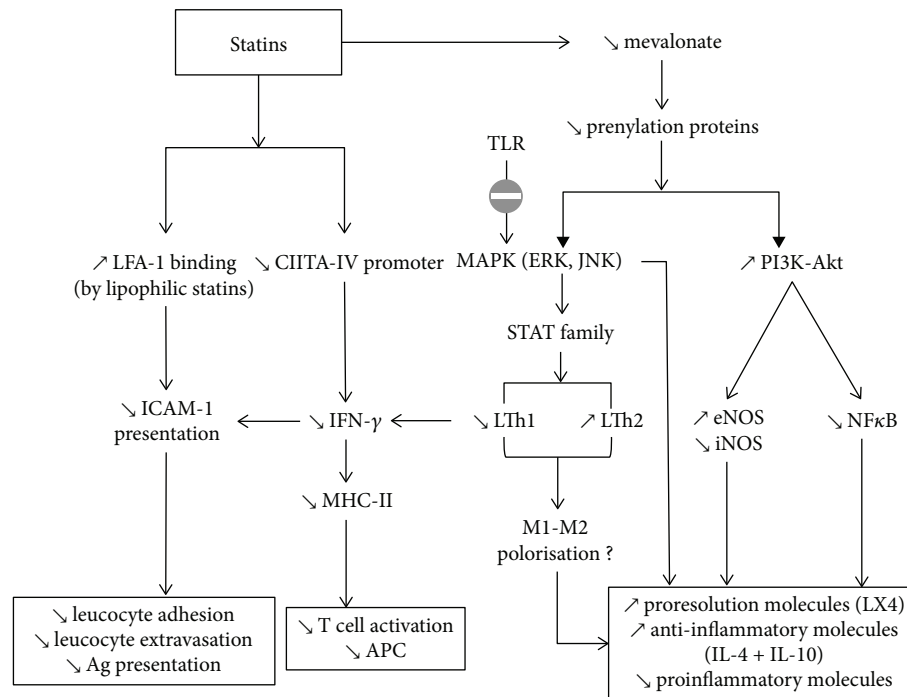 Statins
↘ mevalonate
↘ prenylation proteins
TLR
↗ LFA-1 binding
(by lipophilic statins)
↘ CIITA-IV promoter
MAPK (ERK, JNK)
↗ PI3K-Akt
STAT family
↘ ICAM-1
presentation
↘ IFN-γ
↘ LTh1
↗ LTh2
↗ eNOS
↘ iNOS
↘ NFκB
↘ MHC-II
M1-M2
polorisation ?
↘ leucocyte adhesion
↘ leucocyte extravasation
↘ Ag presentation
↘ T cell activation
↘ APC
↗ proresolution molecules (LX4)
↗ anti-inflammatory molecules
(IL-4 + IL-10)
↘ proinflammatory molecules